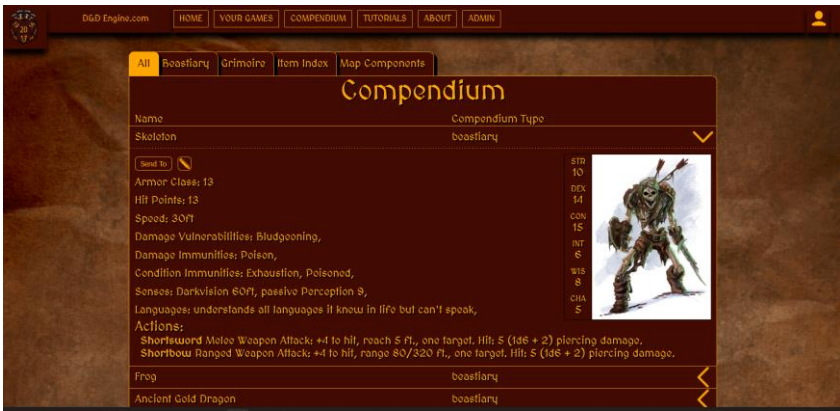 20
17
D&D Engine.com HOME YOUR GAMES COMPENDIUM TUTORIALS ABOUT ADMIN
All Beastiary Grimoire Item Index Map Components
Compendium
Name Compendium Type
Skeleton beastiary
Send To
Armor Class: 13
Hit Points: 13
Speed: 30ft
Damage Vulnerabilities: Bludgeoning,
Damage Immunities: Poison,
Condition Immunities: Exhaustion, Poisoned,
Senses: Darkvision 60ft, passive Perception 9,
Languages: understands all languages it knew in life but can't speak,
STR
10
DEX
14
CON
15
INT
6
WIS
8
CHA
5
Actions:
Shortsword Melee Weapon Attack: +4 to hit, reach 5 ft., one target. Hit: 5 (1d6 + 2) piercing damage.
Shortbow Ranged Weapon Attack: +4 to hit, range 80/320 ft., one target. Hit: 5 (1d6 + 2) piercing damage.
Frog beastiary
Ancient Gold Dragon beastiary